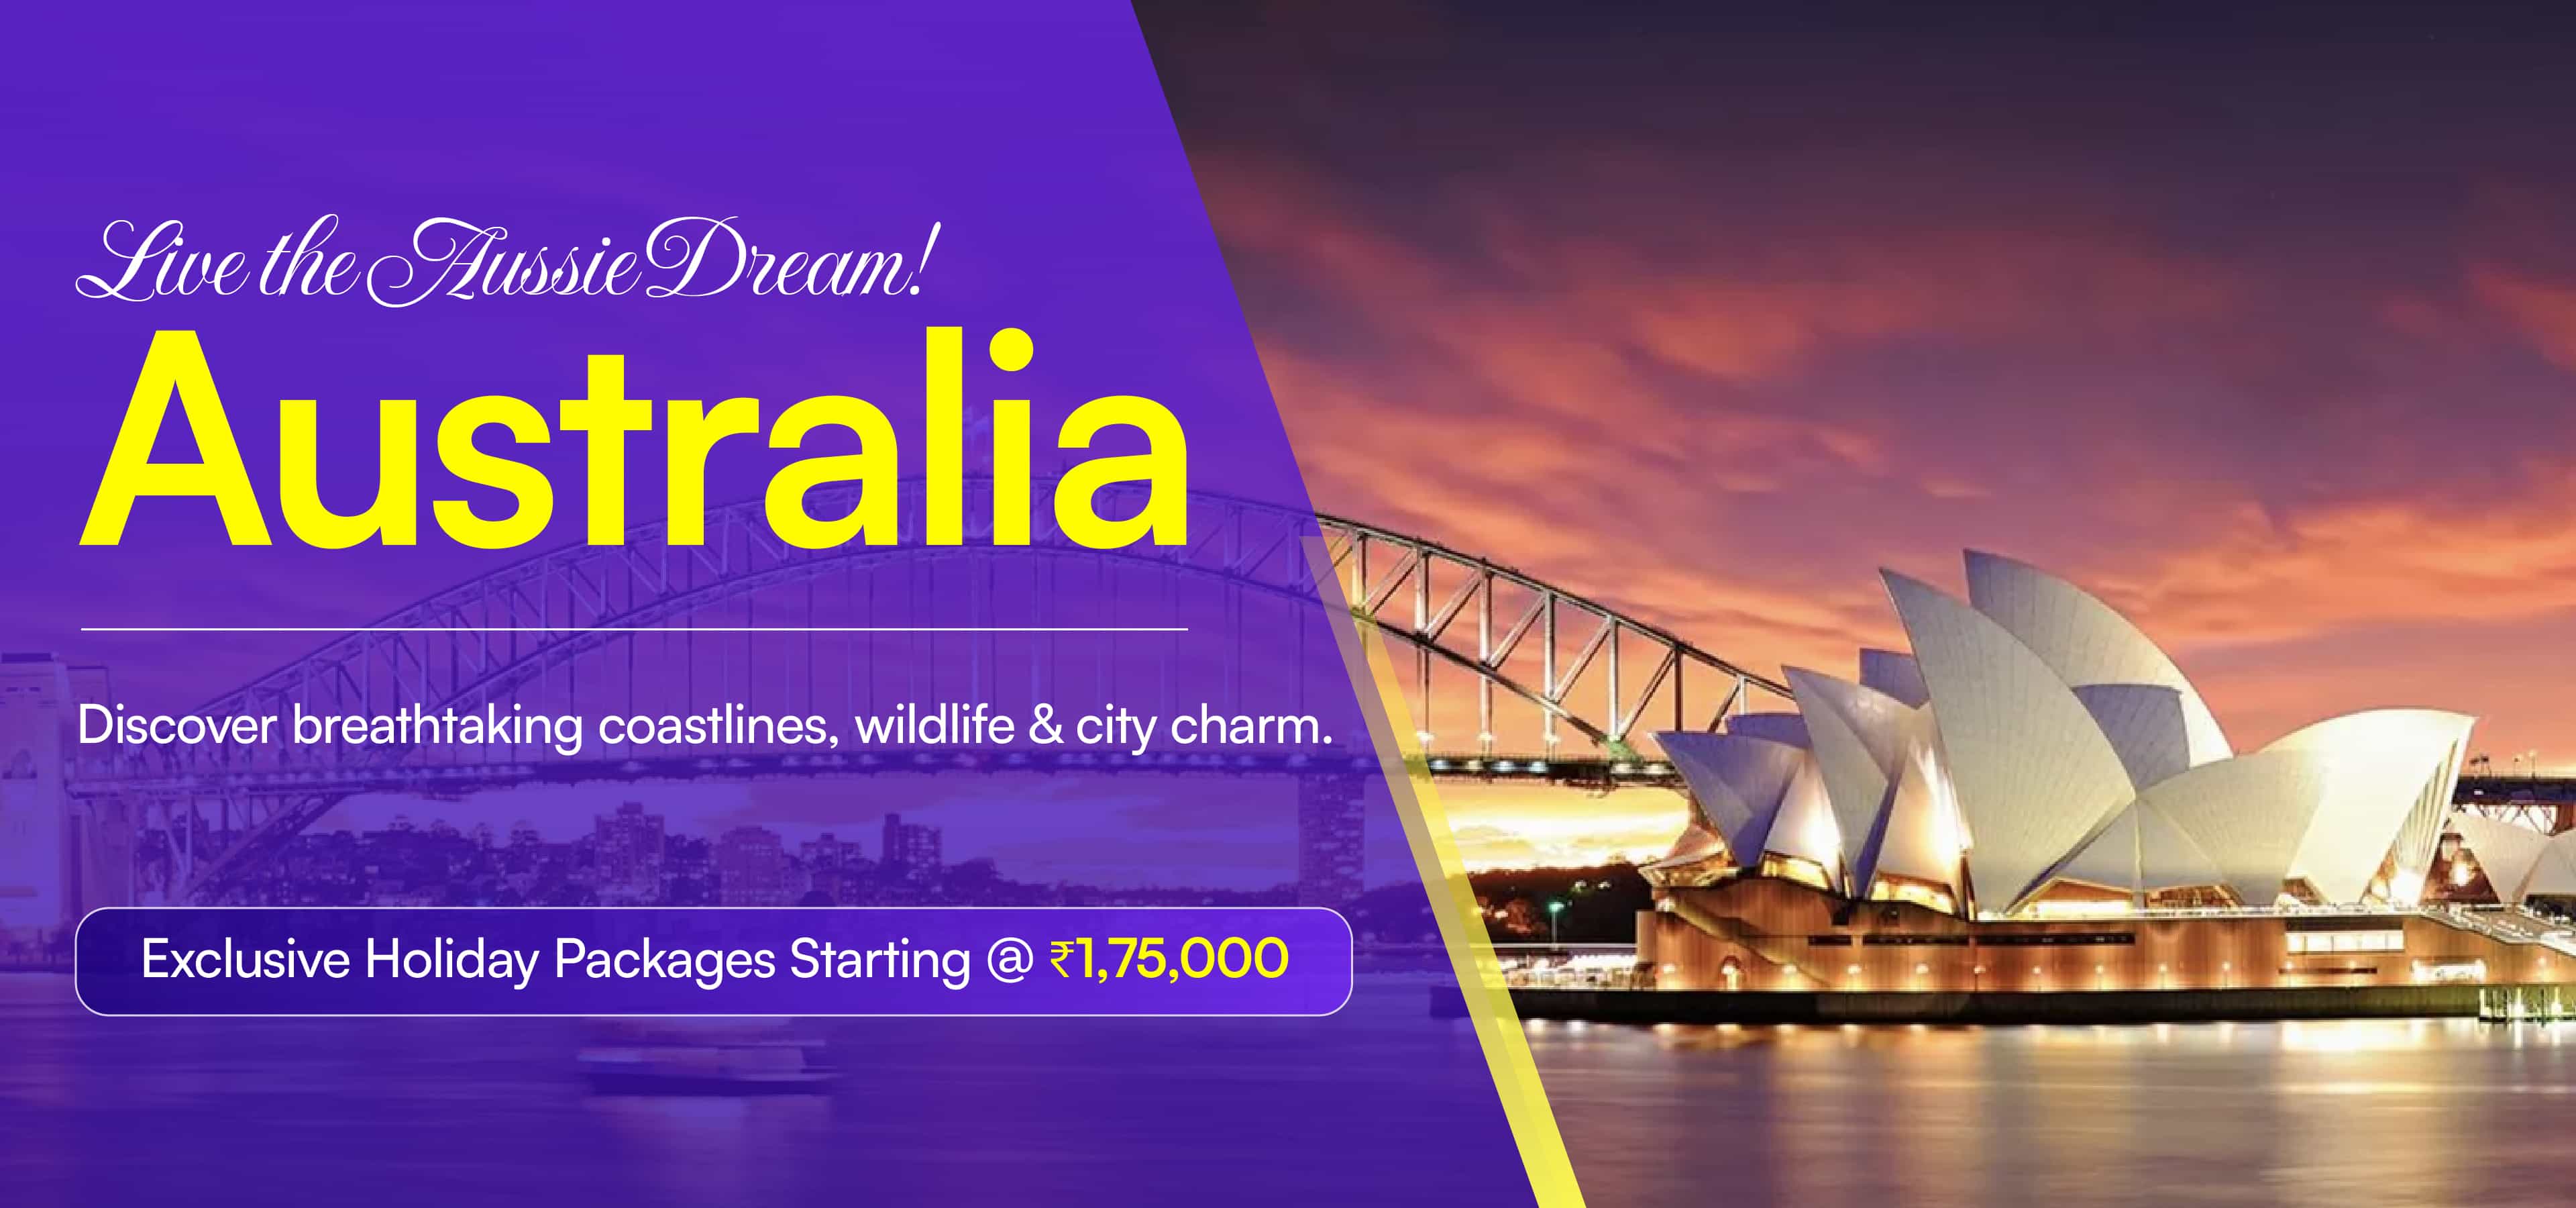 Live the Aussie Dream!
Australia
Discover breathtaking coastlines, wildlife & city charm.
Exclusive Holiday Packages Starting @ ₹1,75,000